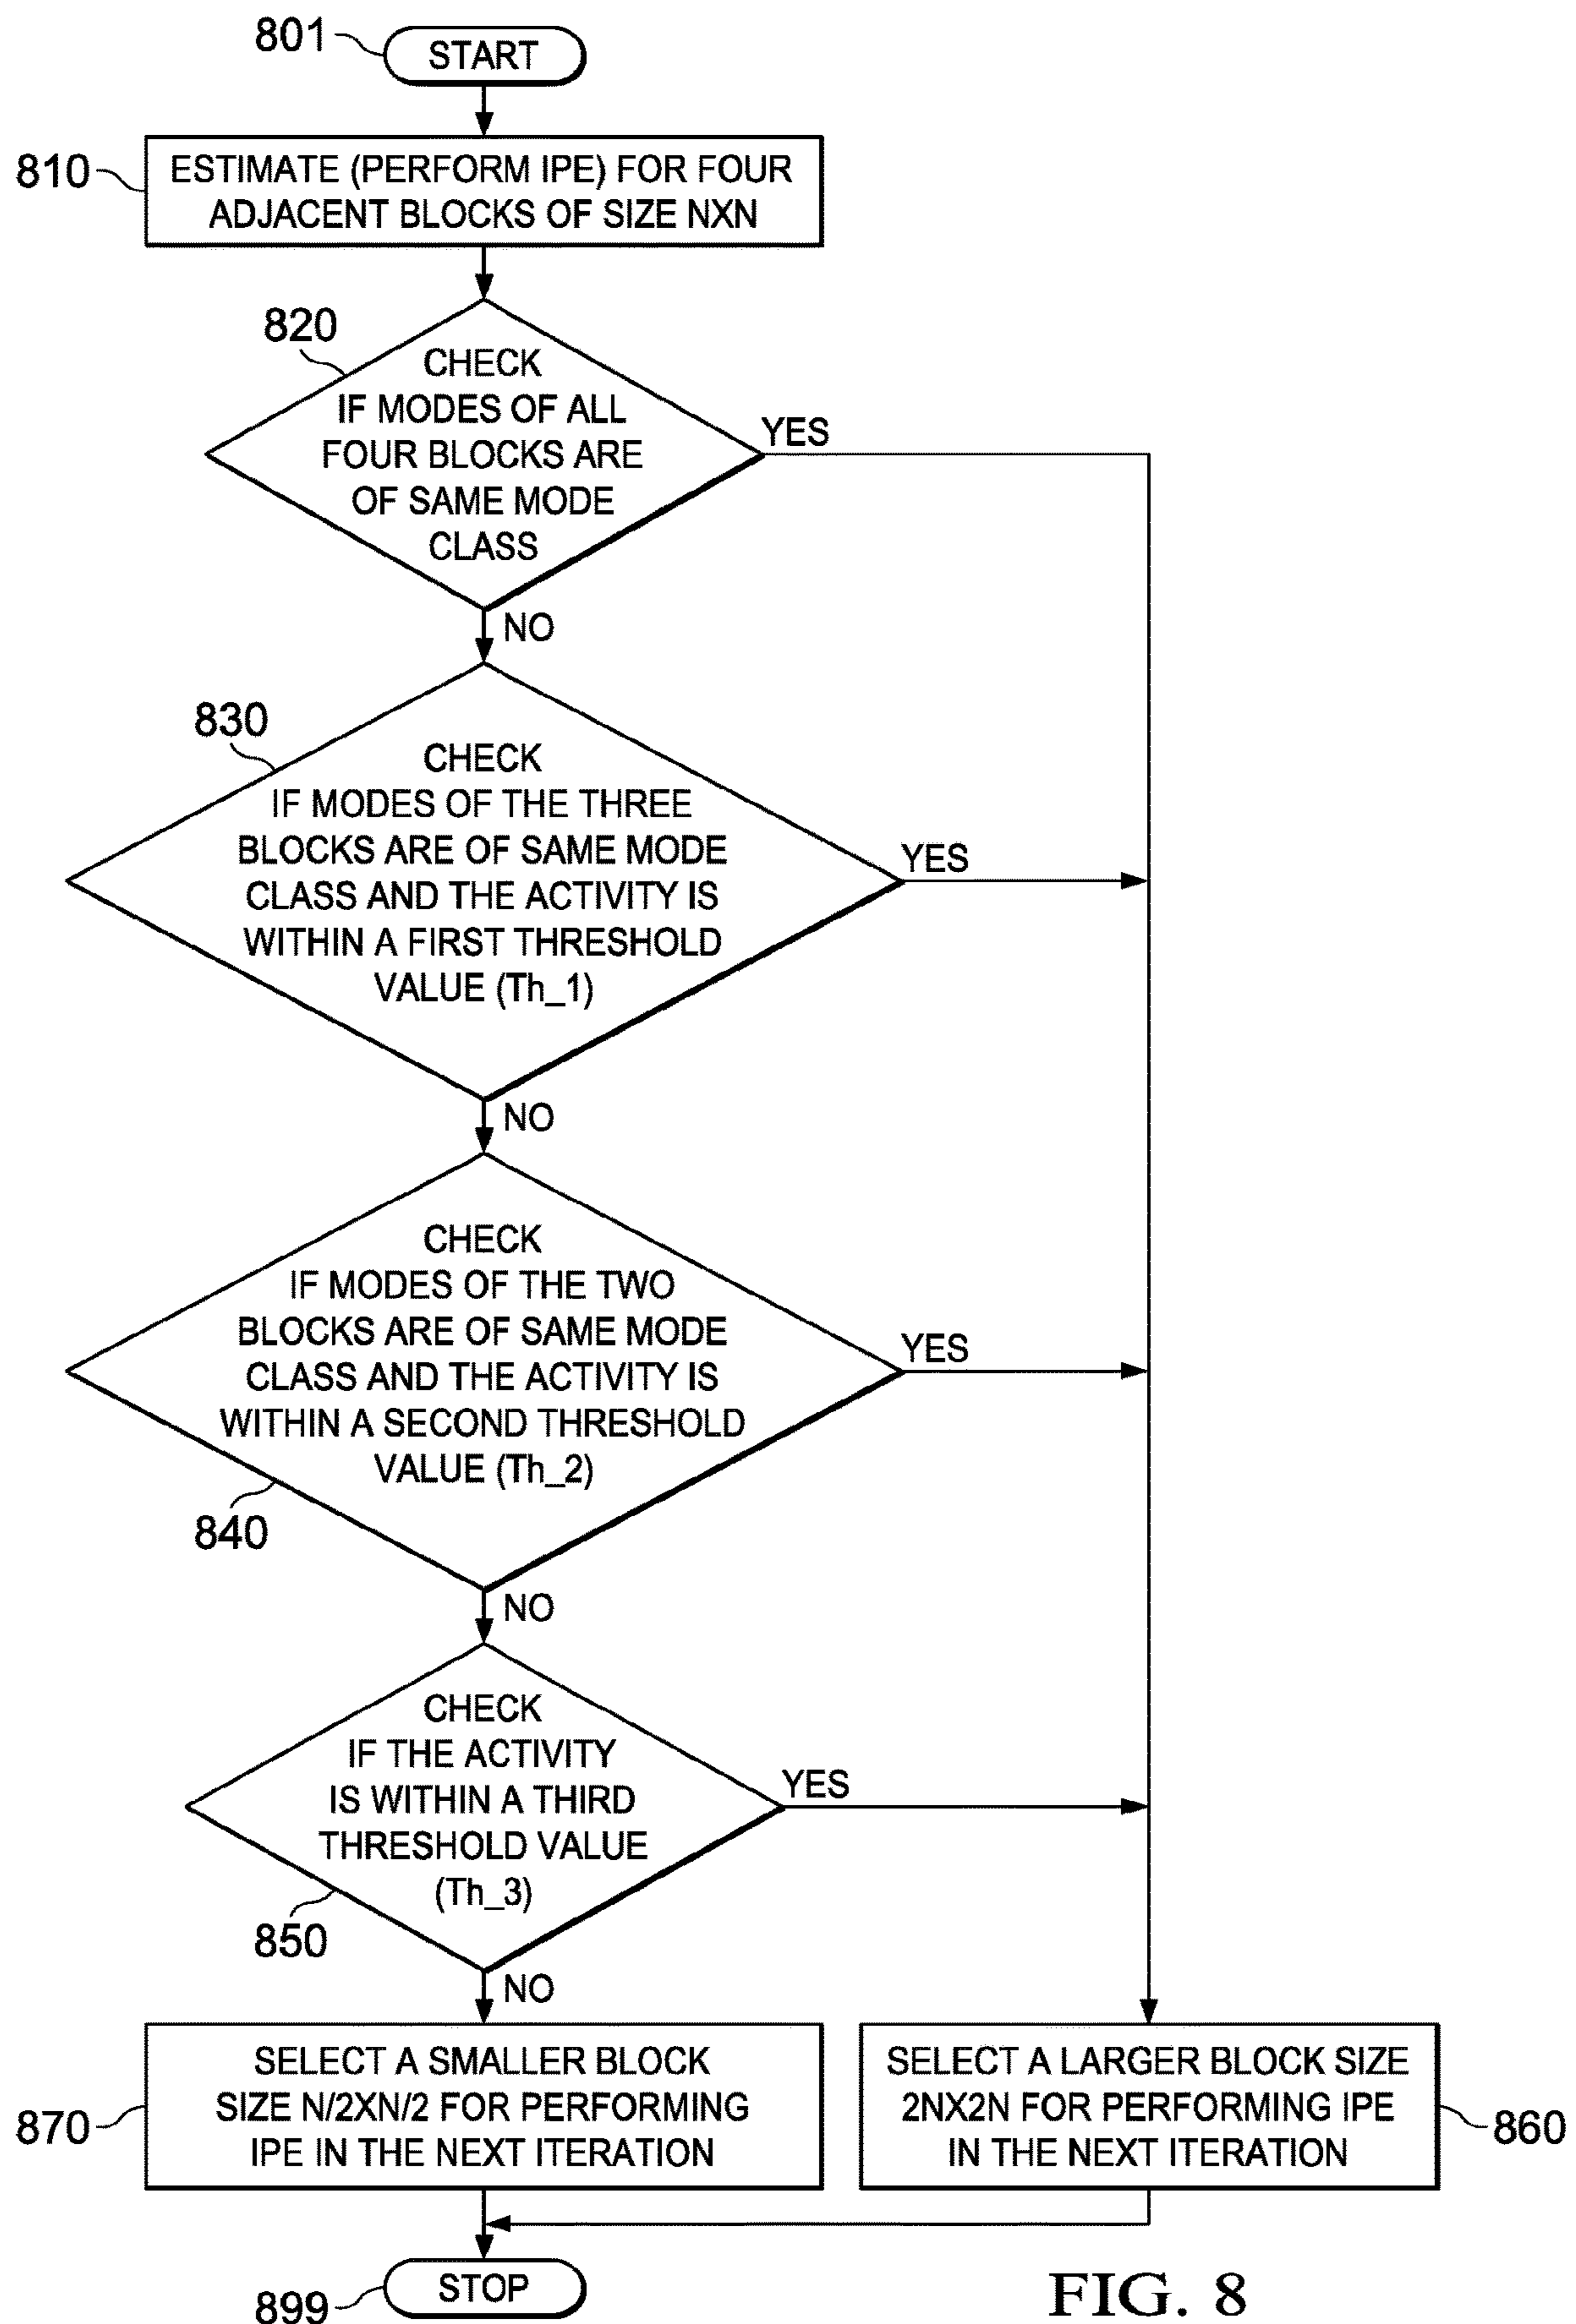 801
START
810
ESTIMATE (PERFORM IPE) FOR FOUR
ADJACENT BLOCKS OF SIZE NXN
820
CHECK
IF MODES OF ALL
FOUR BLOCKS ARE
OF SAME MODE
CLASS
YES
NO
830
CHECK
IF MODES OF THE THREE
BLOCKS ARE OF SAME MODE
CLASS AND THE ACTIVITY IS
WITHIN A FIRST THRESHOLD
VALUE (Th_1)
YES
NO
CHECK
IF MODES OF THE TWO
BLOCKS ARE OF SAME MODE
CLASS AND THE ACTIVITY IS
WITHIN A SECOND THRESHOLD
VALUE (Th_2)
YES
840
NO
CHECK
IF THE ACTIVITY
IS WITHIN A THIRD
THRESHOLD VALUE
(Th_3)
YES
850
NO
870
SELECT A SMALLER BLOCK
SIZE N/2XN/2 FOR PERFORMING
IPE IN THE NEXT ITERATION
SELECT A LARGER BLOCK SIZE
2NX2N FOR PERFORMING IPE
IN THE NEXT ITERATION
860
899
STOP
FIG. 8